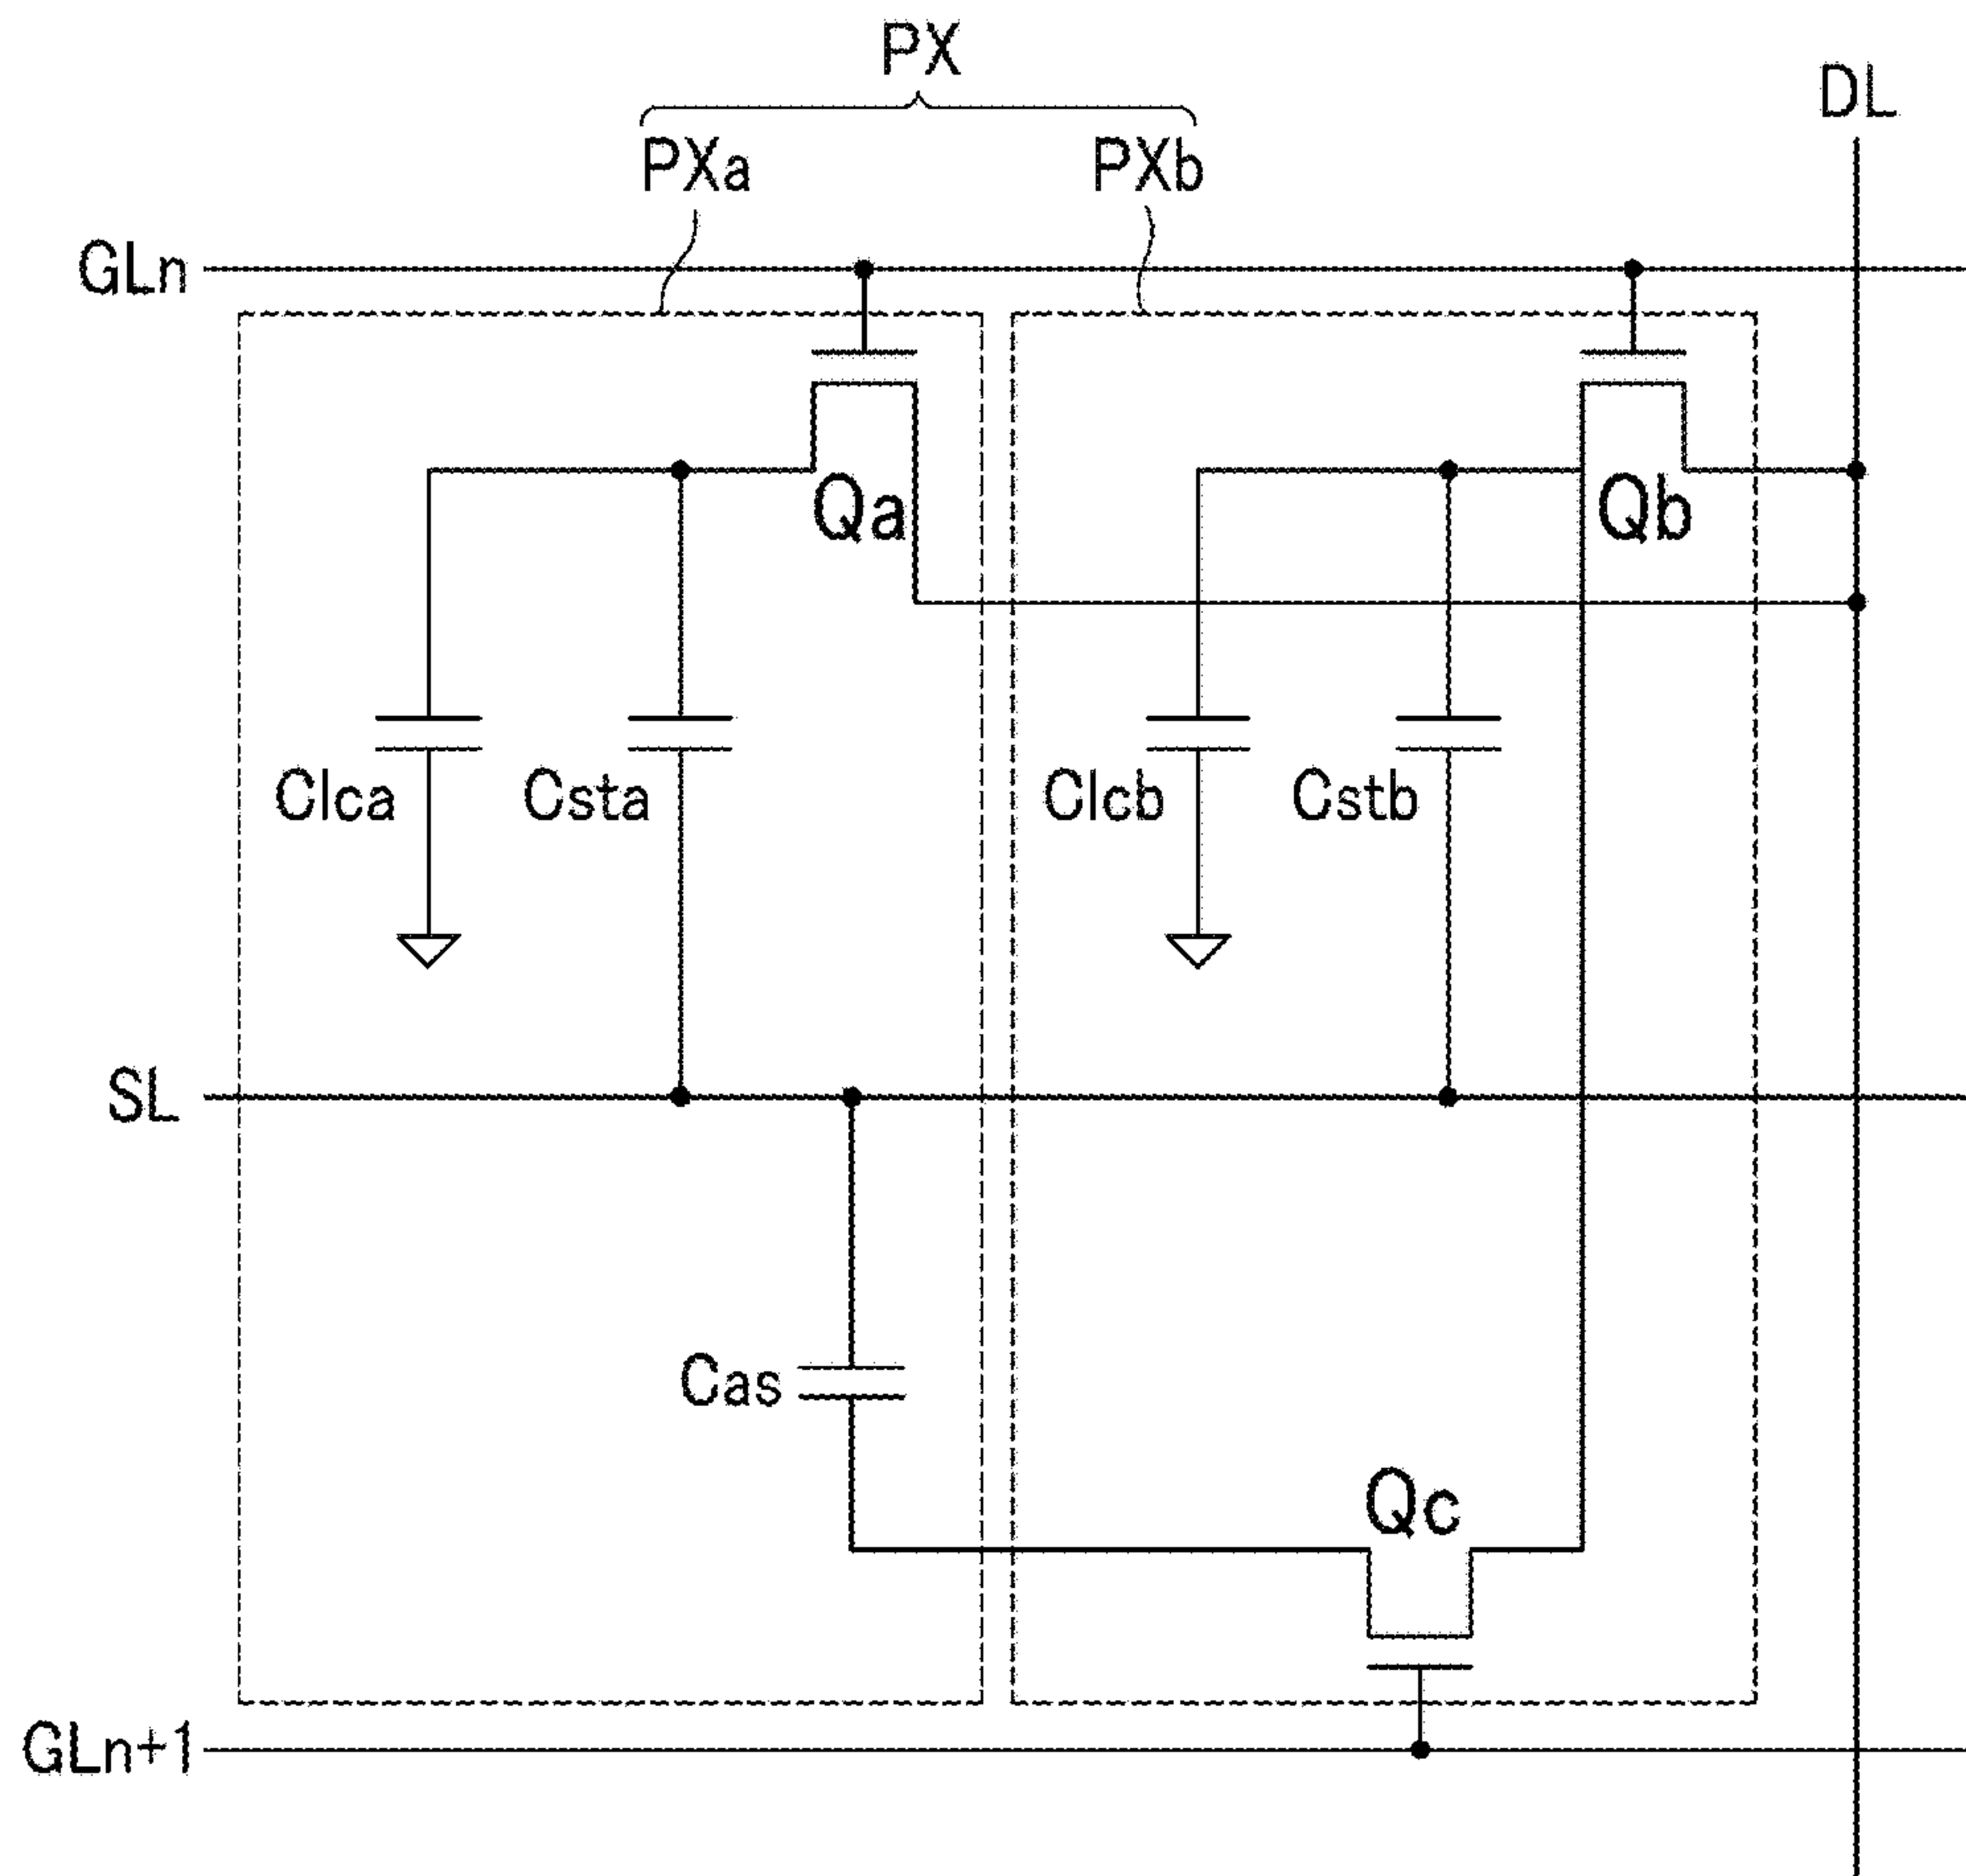 PX
DL
PXa PXb
GLn
Qa Qb
Clca Csta Clcb Cstb
SL
Cas
Qc
GLn+1